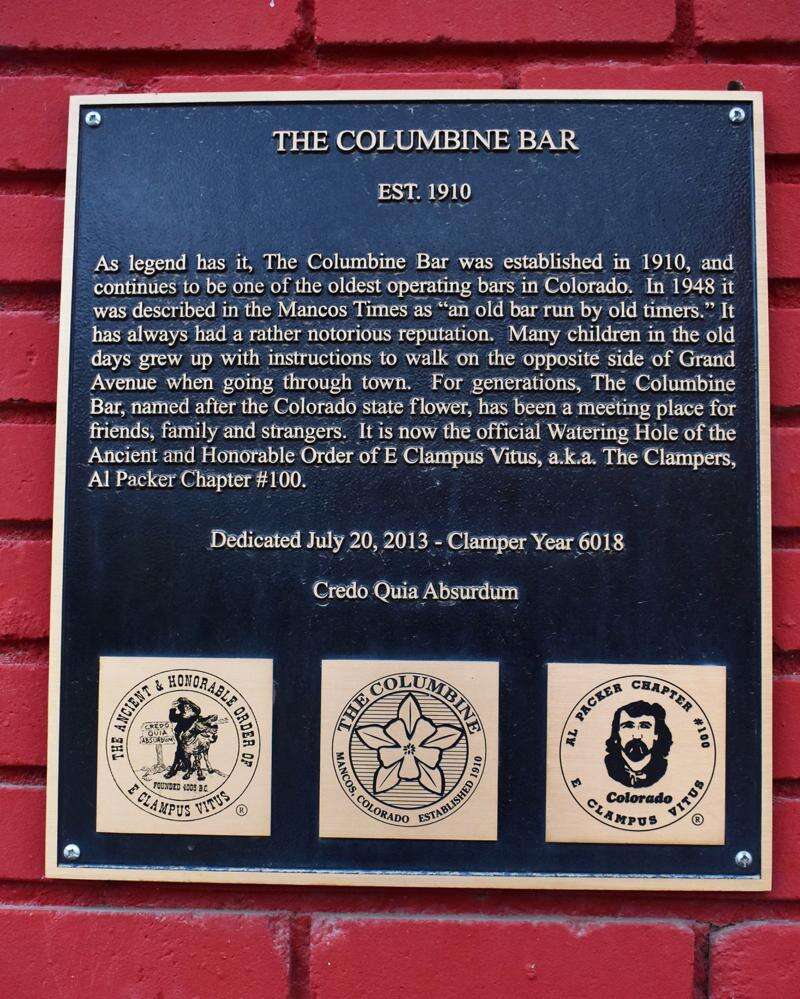 THE COLUMBINE BAR
EST. 1910
As legend has it, The Columbine Bar was established in 1910, and
continues to be one of the oldest operating bars in Colorado. In 1948 it
was described in the Mancos Times as “an old bar run by old timers.” It
has always had a rather notorious reputation. Many children in the old
days grew up with instructions to walk on the opposite side of Grand
Avenue when going through town. For generations, The Columbine
Bar, named after the Colorado state flower, has been a meeting place for
friends, family and strangers. It is now the official Watering Hole of the
Ancient and Honorable Order of E Clampus Vitus, a.k.a. The Clampers,
Al Packer Chapter #100.
Dedicated July 20, 2013 - Clamper Year 6018
Credo Quia Absurdum
THE ANCIENT & HONORABLE ORDER OF
CREDO
QUIA
ABSURDUM
FOUNDED 4005 B.C.
E CLAMPUS VITUS
®
THE COLUMBINE
MANCOS, COLORADO ESTABLISHED 1910
AL PACKER CHAPTER #100
Colorado
E CLAMPUS VITUS
®